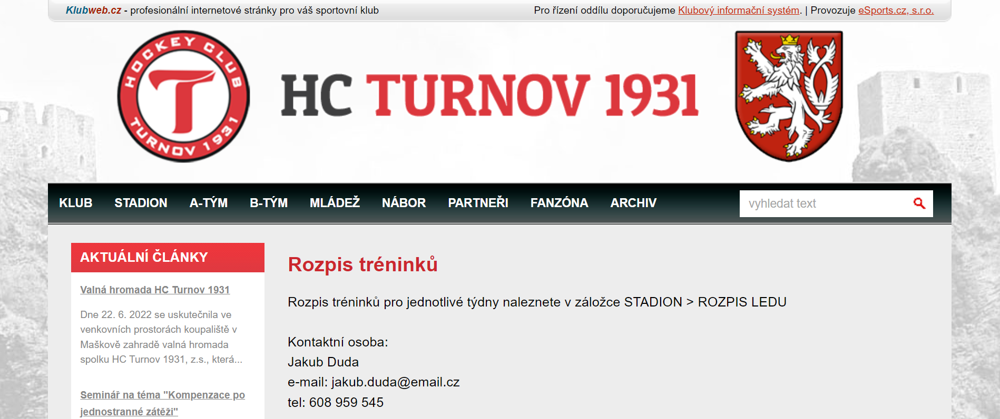 Klubweb.cz - profesionální internetové stránky pro váš sportovní klub
Pro řízení oddílu doporučujeme Klubový informační systém. | Provozuje eSports.cz, s.r.o.
HOCKEY CLUB
T
TURNOV 1931
HC TURNOV 1931
KLUB STADION A-TÝM B-TÝM MLÁDEŽ NÁBOR PARTNEŘI FANZÓNA ARCHIV
vyhledat text
AKTUÁLNÍ ČLÁNKY
Valná hromada HC Turnov 1931
Dne 22. 6. 2022 se uskutečnila ve
venkovních prostorách koupaliště v
Maškově zahradě valná hromada
spolku HC Turnov 1931, z.s., která...
Seminář na téma "Kompenzace po
jednostranné zátěži"
Rozpis tréninků
Rozpis tréninků pro jednotlivé týdny naleznete v záložce STADION > ROZPIS LEDU
Kontaktní osoba:
Jakub Duda
e-mail: jakub.duda@email.cz
tel: 608 959 545